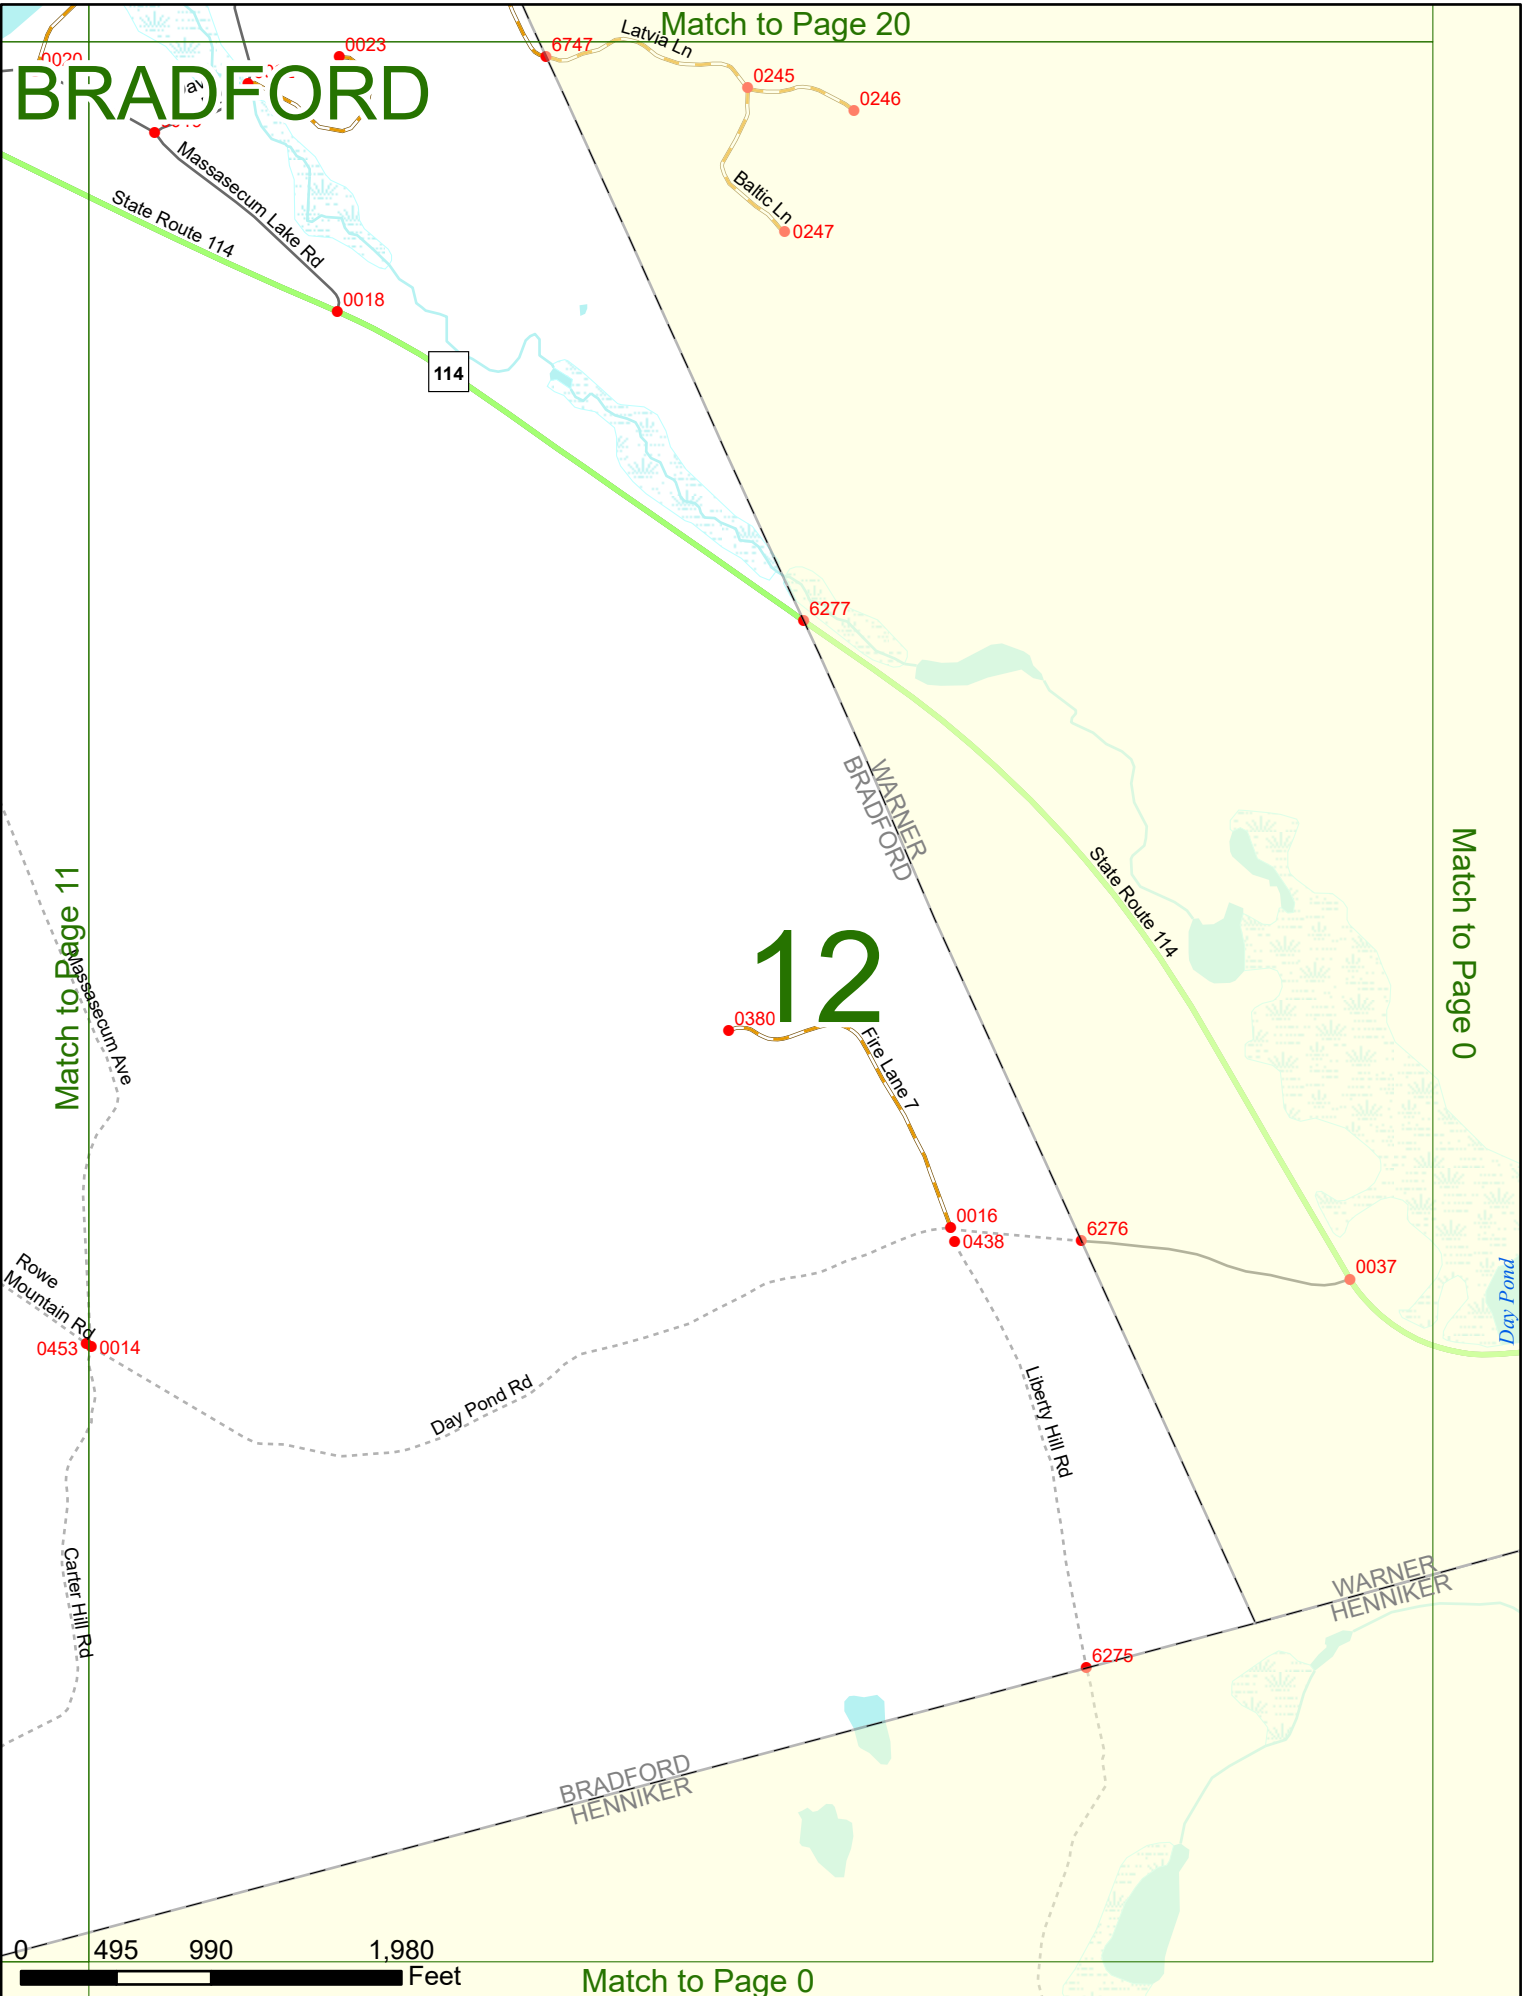 Match to Page 20
Latvia Ln
6747
0023
0020
0245
0246
BRADFORD
Massasecum Lake Rd
Baltic Ln
0247
State Route 114
0018
114
6277
WARNER
BRADFORD
State Route 114
Match to Page 11
Match to Page 0
Massasecum Ave
12
0380
Fire Lane 7
0016
0438
6276
0037
Day Pond
Rowe
Mountain Rd
0453
0014
Day Pond Rd
Liberty Hill Rd
Carter Hill Rd
WARNER
HENNIKER
6275
BRADFORD
HENNIKER
0 495 990 1,980
Feet
Match to Page 0